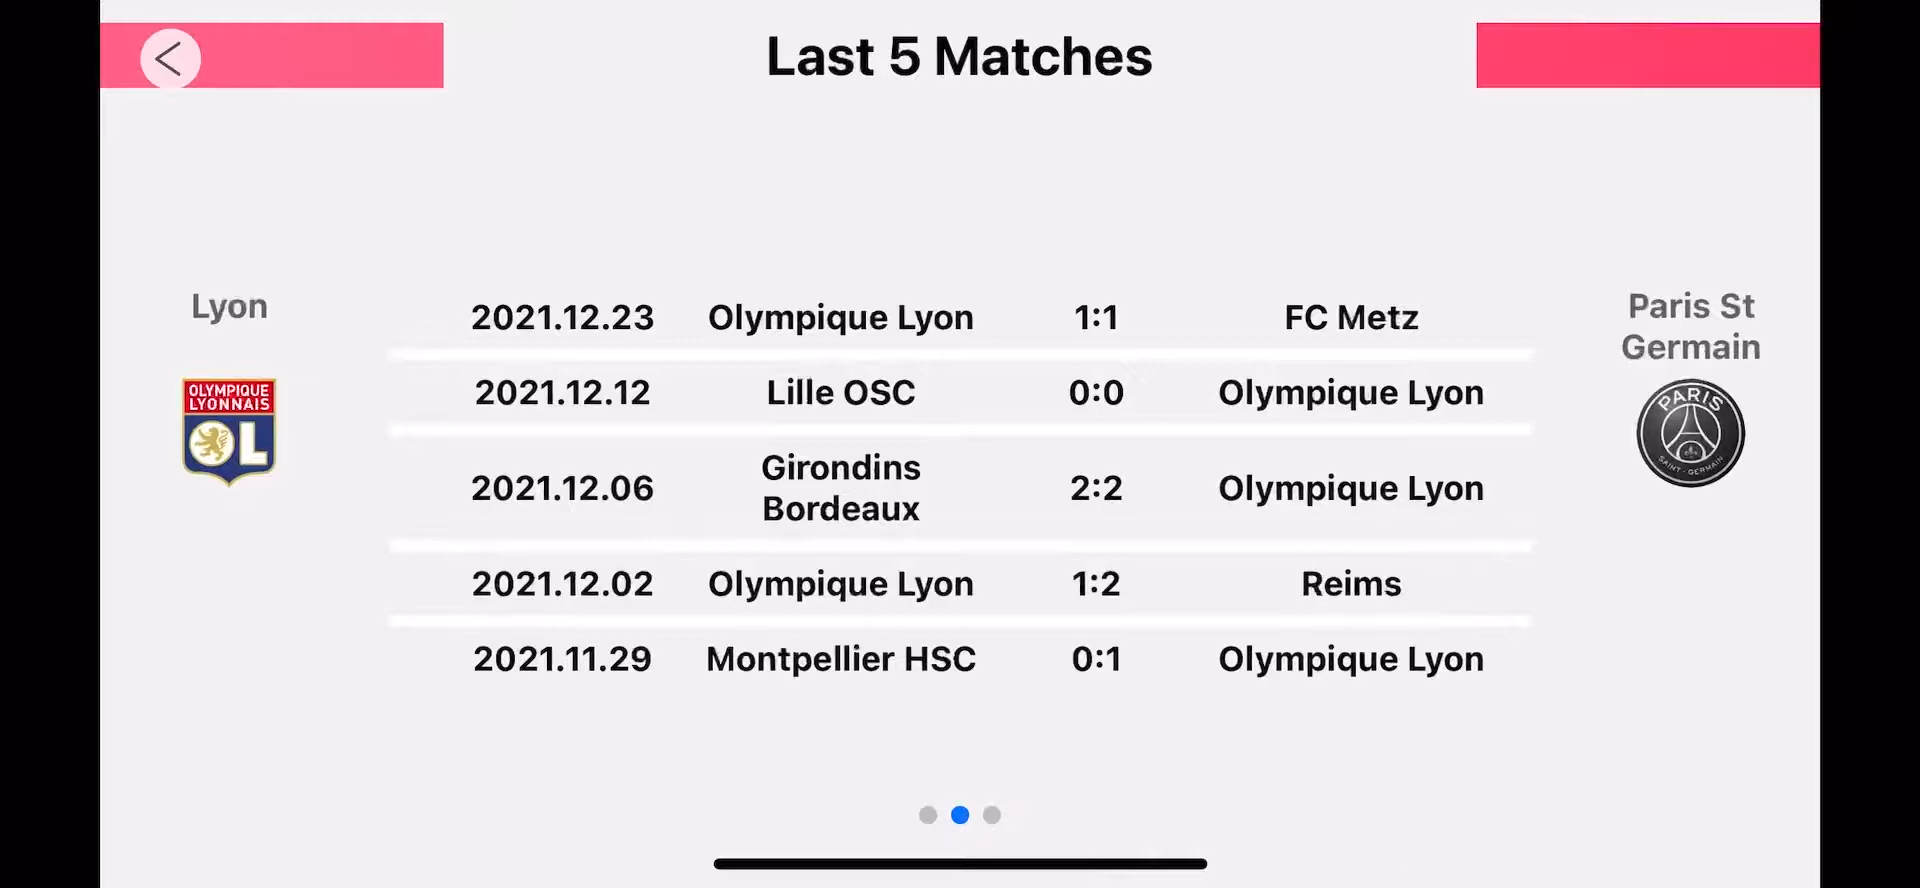 Last 5 Matches
Lyon
OLYMPIQUE
LYONNAIS
OL
2021.12.23 Olympique Lyon 1:1 FC Metz
2021.12.12 Lille OSC 0:0 Olympique Lyon
2021.12.06 Girondins Bordeaux 2:2 Olympique Lyon
2021.12.02 Olympique Lyon 1:2 Reims
2021.11.29 Montpellier HSC 0:1 Olympique Lyon
Paris St
Germain
PARIS
SAINT-GERMAIN